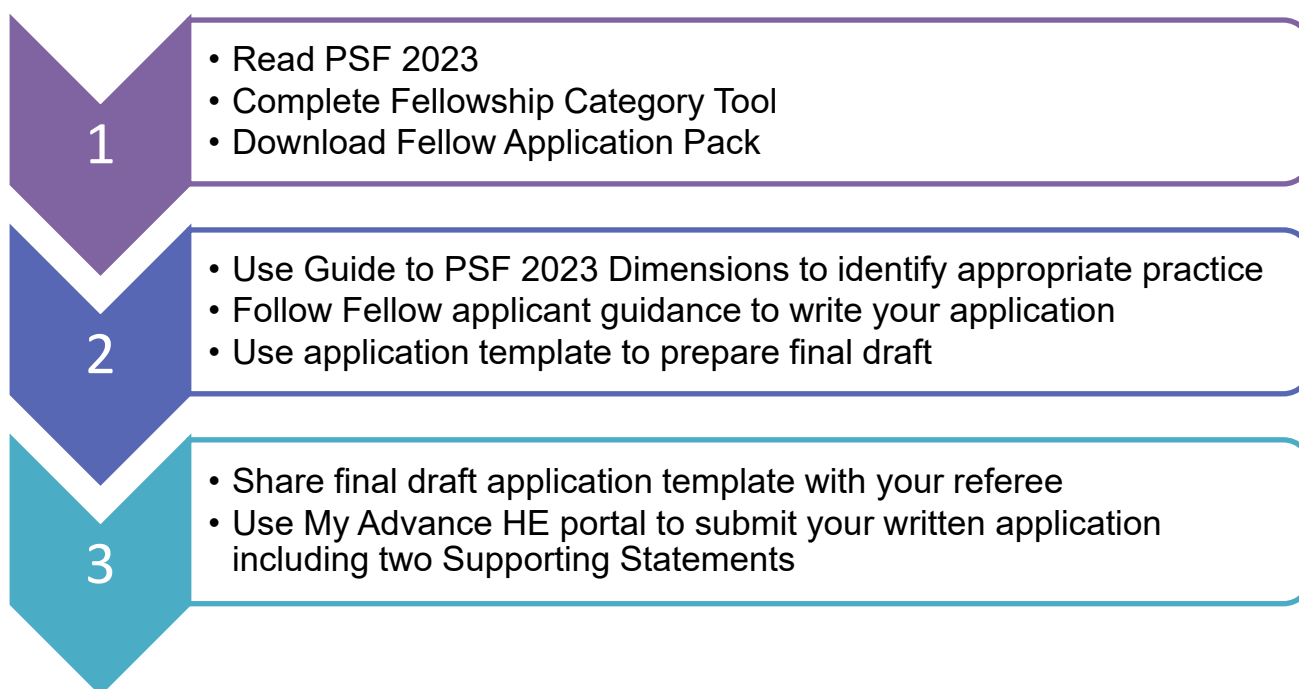 1
• Read PSF 2023
• Complete Fellowship Category Tool
• Download Fellow Application Pack
2
• Use Guide to PSF 2023 Dimensions to identify appropriate practice
• Follow Fellow applicant guidance to write your application
• Use application template to prepare final draft
3
• Share final draft application template with your referee
• Use My Advance HE portal to submit your written application
including two Supporting Statements